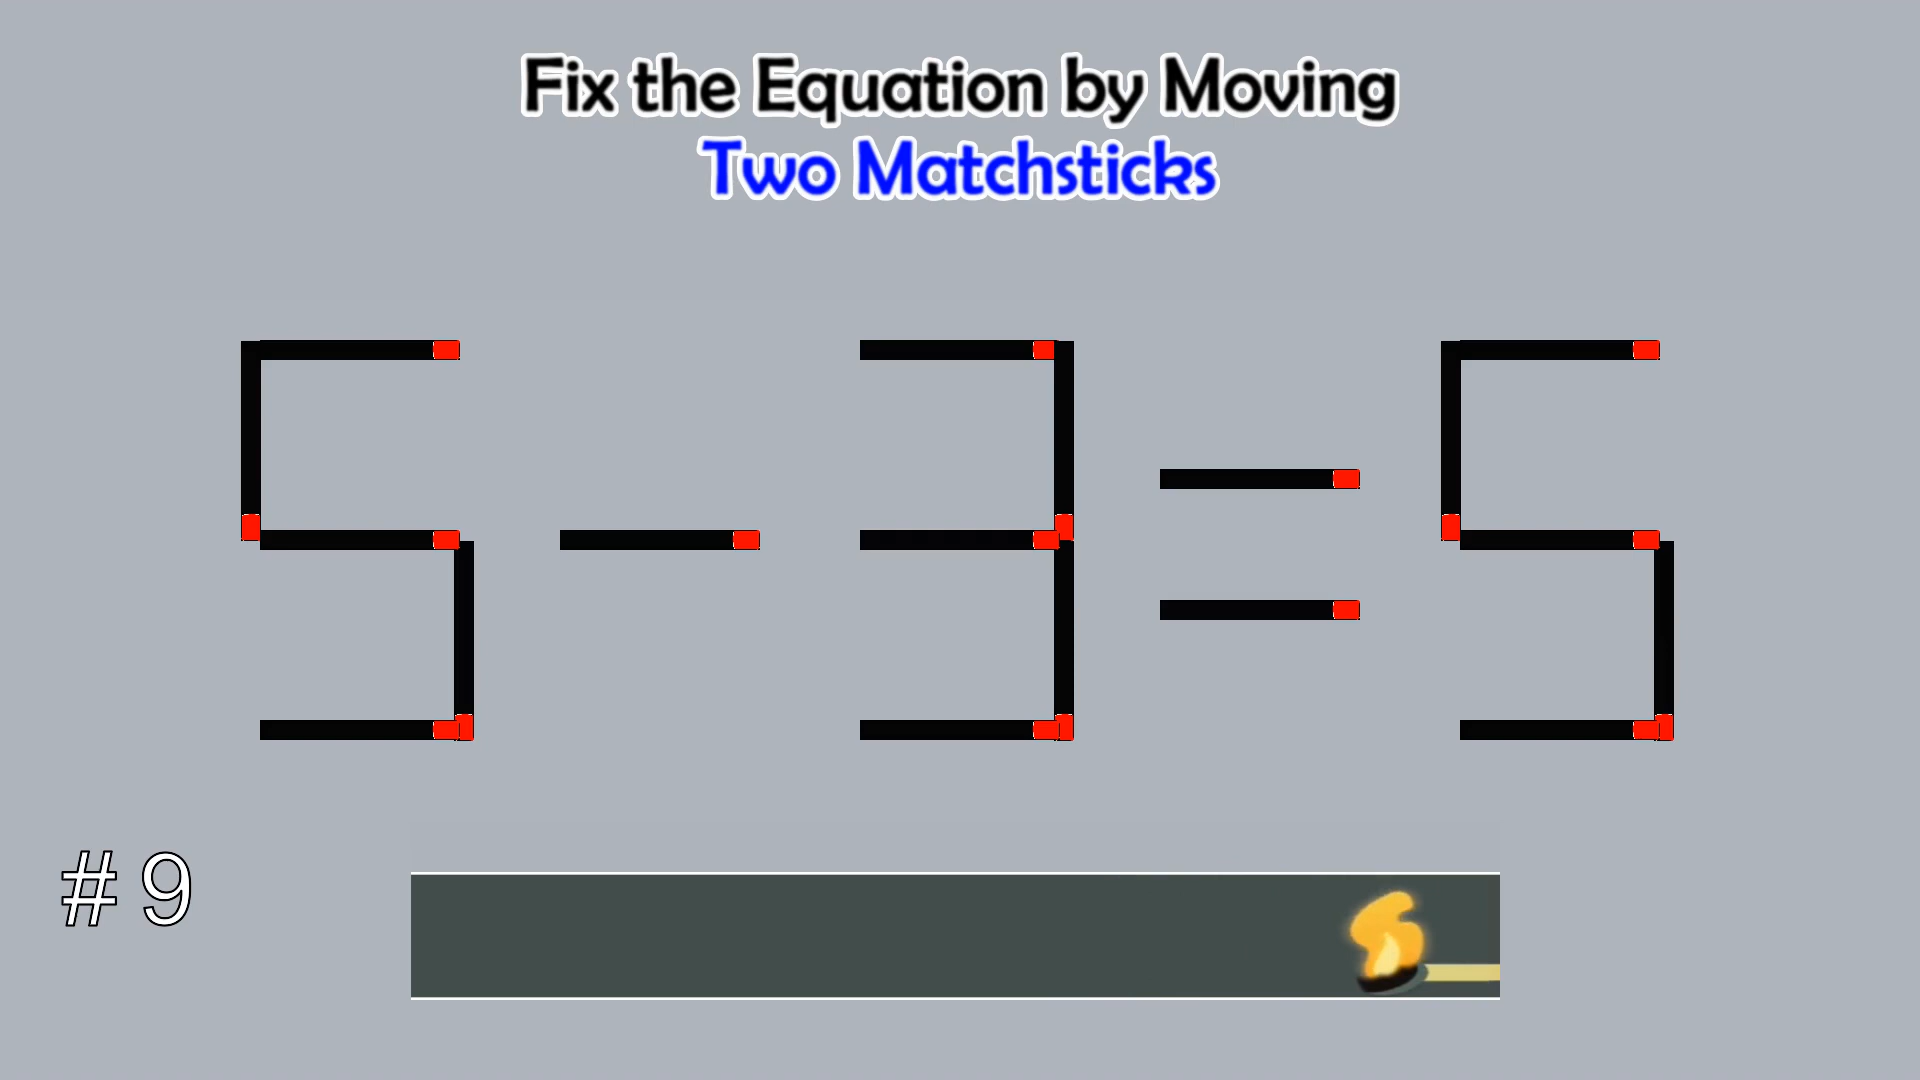 Fix the Equation by Moving
Two Matchsticks
5 - 3 = 5
# 9